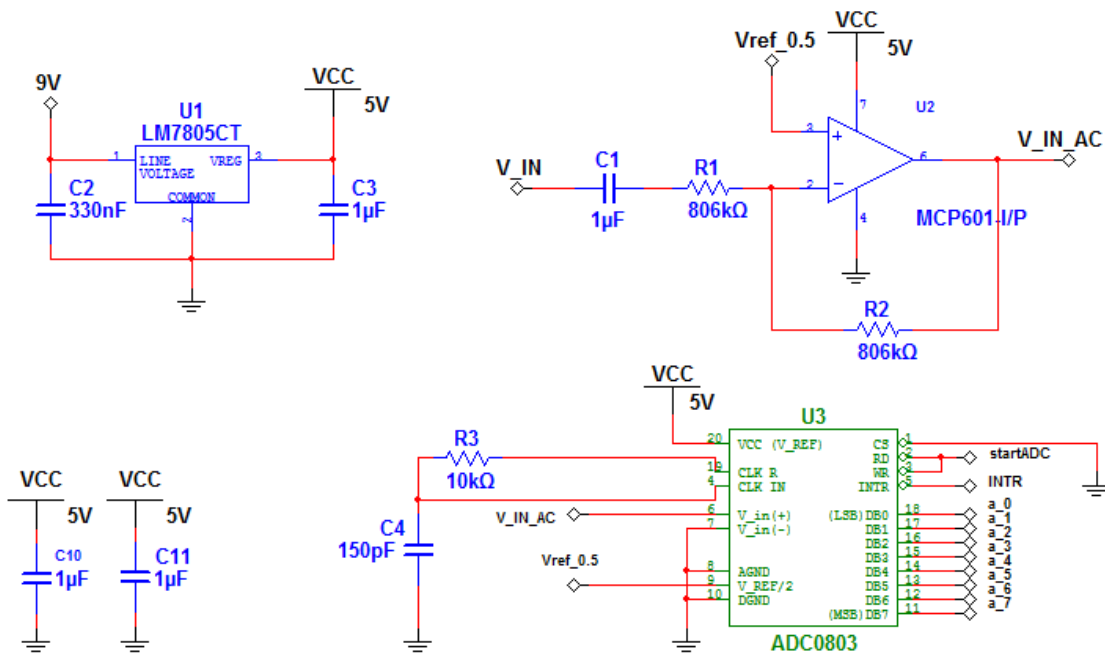 9V
U1
LM7805CT
1
LINE
VOLTAGE
VREG
3
COMMON
2
VCC
5V
C2
330nF
C3
1µF
Vref_0.5
VCC
5V
V_IN
C1
1µF
R1
806kΩ
3
2
7
4
6
U2
V_IN_AC
MCP601-I/P
R2
806kΩ
VCC
5V
C10
1µF
VCC
5V
C11
1µF
R3
10kΩ
C4
150pF
VCC
5V
V_IN_AC
Vref_0.5
U3
20 VCC (V_REF) CS 1
RD 2
19 CLK R WR 3
4 CLK IN INTR 5
6 V_in(+) (LSB)DB0 18
7 V_in(-) DB1 17
DB2 16
DB3 15
8 AGND DB4 14
9 V_REF/2 DB5 13
10 DGND DB6 12
(MSB)DB7 11
ADC0803
startADC
INTR
a_0
a_1
a_2
a_3
a_4
a_5
a_6
a_7